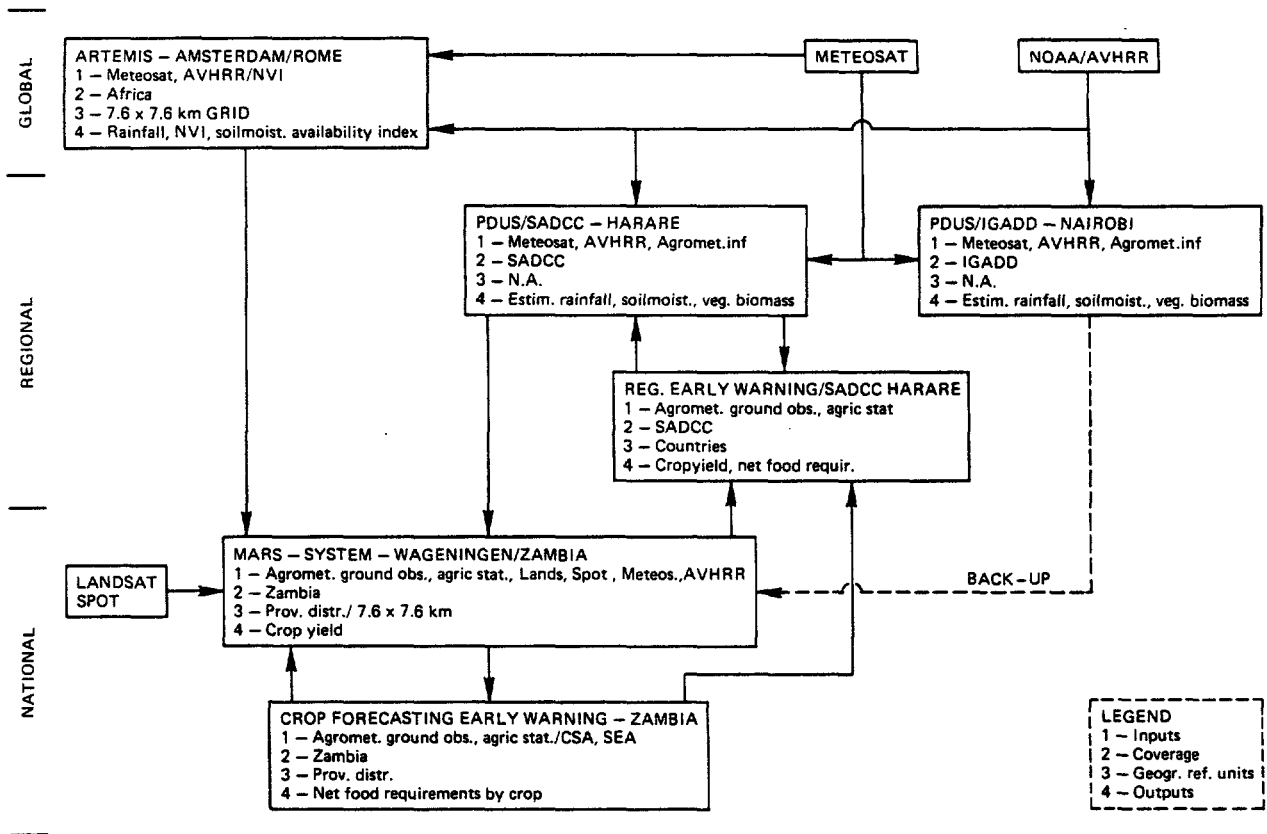 GLOBAL
ARTEMIS – AMSTERDAM/ROME
1 – Meteosat, AVHRR/NVI
2 – Africa
3 – 7.6 x 7.6 km GRID
4 – Rainfall, NVI, soilmoist. availability index
METEOSAT
NOAA/AVHRR
REGIONAL
PDUS/SADCC – HARARE
1 – Meteosat, AVHRR, Agromet.inf
2 – SADCC
3 – N.A.
4 – Estim. rainfall, soilmoist., veg. biomass
PDUS/IGADD – NAIROBI
1 – Meteosat, AVHRR, Agromet.inf
2 – IGADD
3 – N.A.
4 – Estim. rainfall, soilmoist., veg. biomass
REG. EARLY WARNING/SADCC HARARE
1 – Agromet. ground obs., agric stat
2 – SADCC
3 – Countries
4 – Cropyield, net food requir.
NATIONAL
LANDSAT
SPOT
MARS – SYSTEM – WAGENINGEN/ZAMBIA
1 – Agromet. ground obs., agric stat., Lands, Spot , Meteos.,AVHRR
2 – Zambia
3 – Prov. distr./ 7.6 x 7.6 km
4 – Crop yield
BACK–UP
CROP FORECASTING EARLY WARNING – ZAMBIA
1 – Agromet. ground obs., agric stat./CSA, SEA
2 – Zambia
3 – Prov. distr.
4 – Net food requirements by crop
LEGEND
1 – Inputs
2 – Coverage
3 – Geogr. ref. units
4 – Outputs